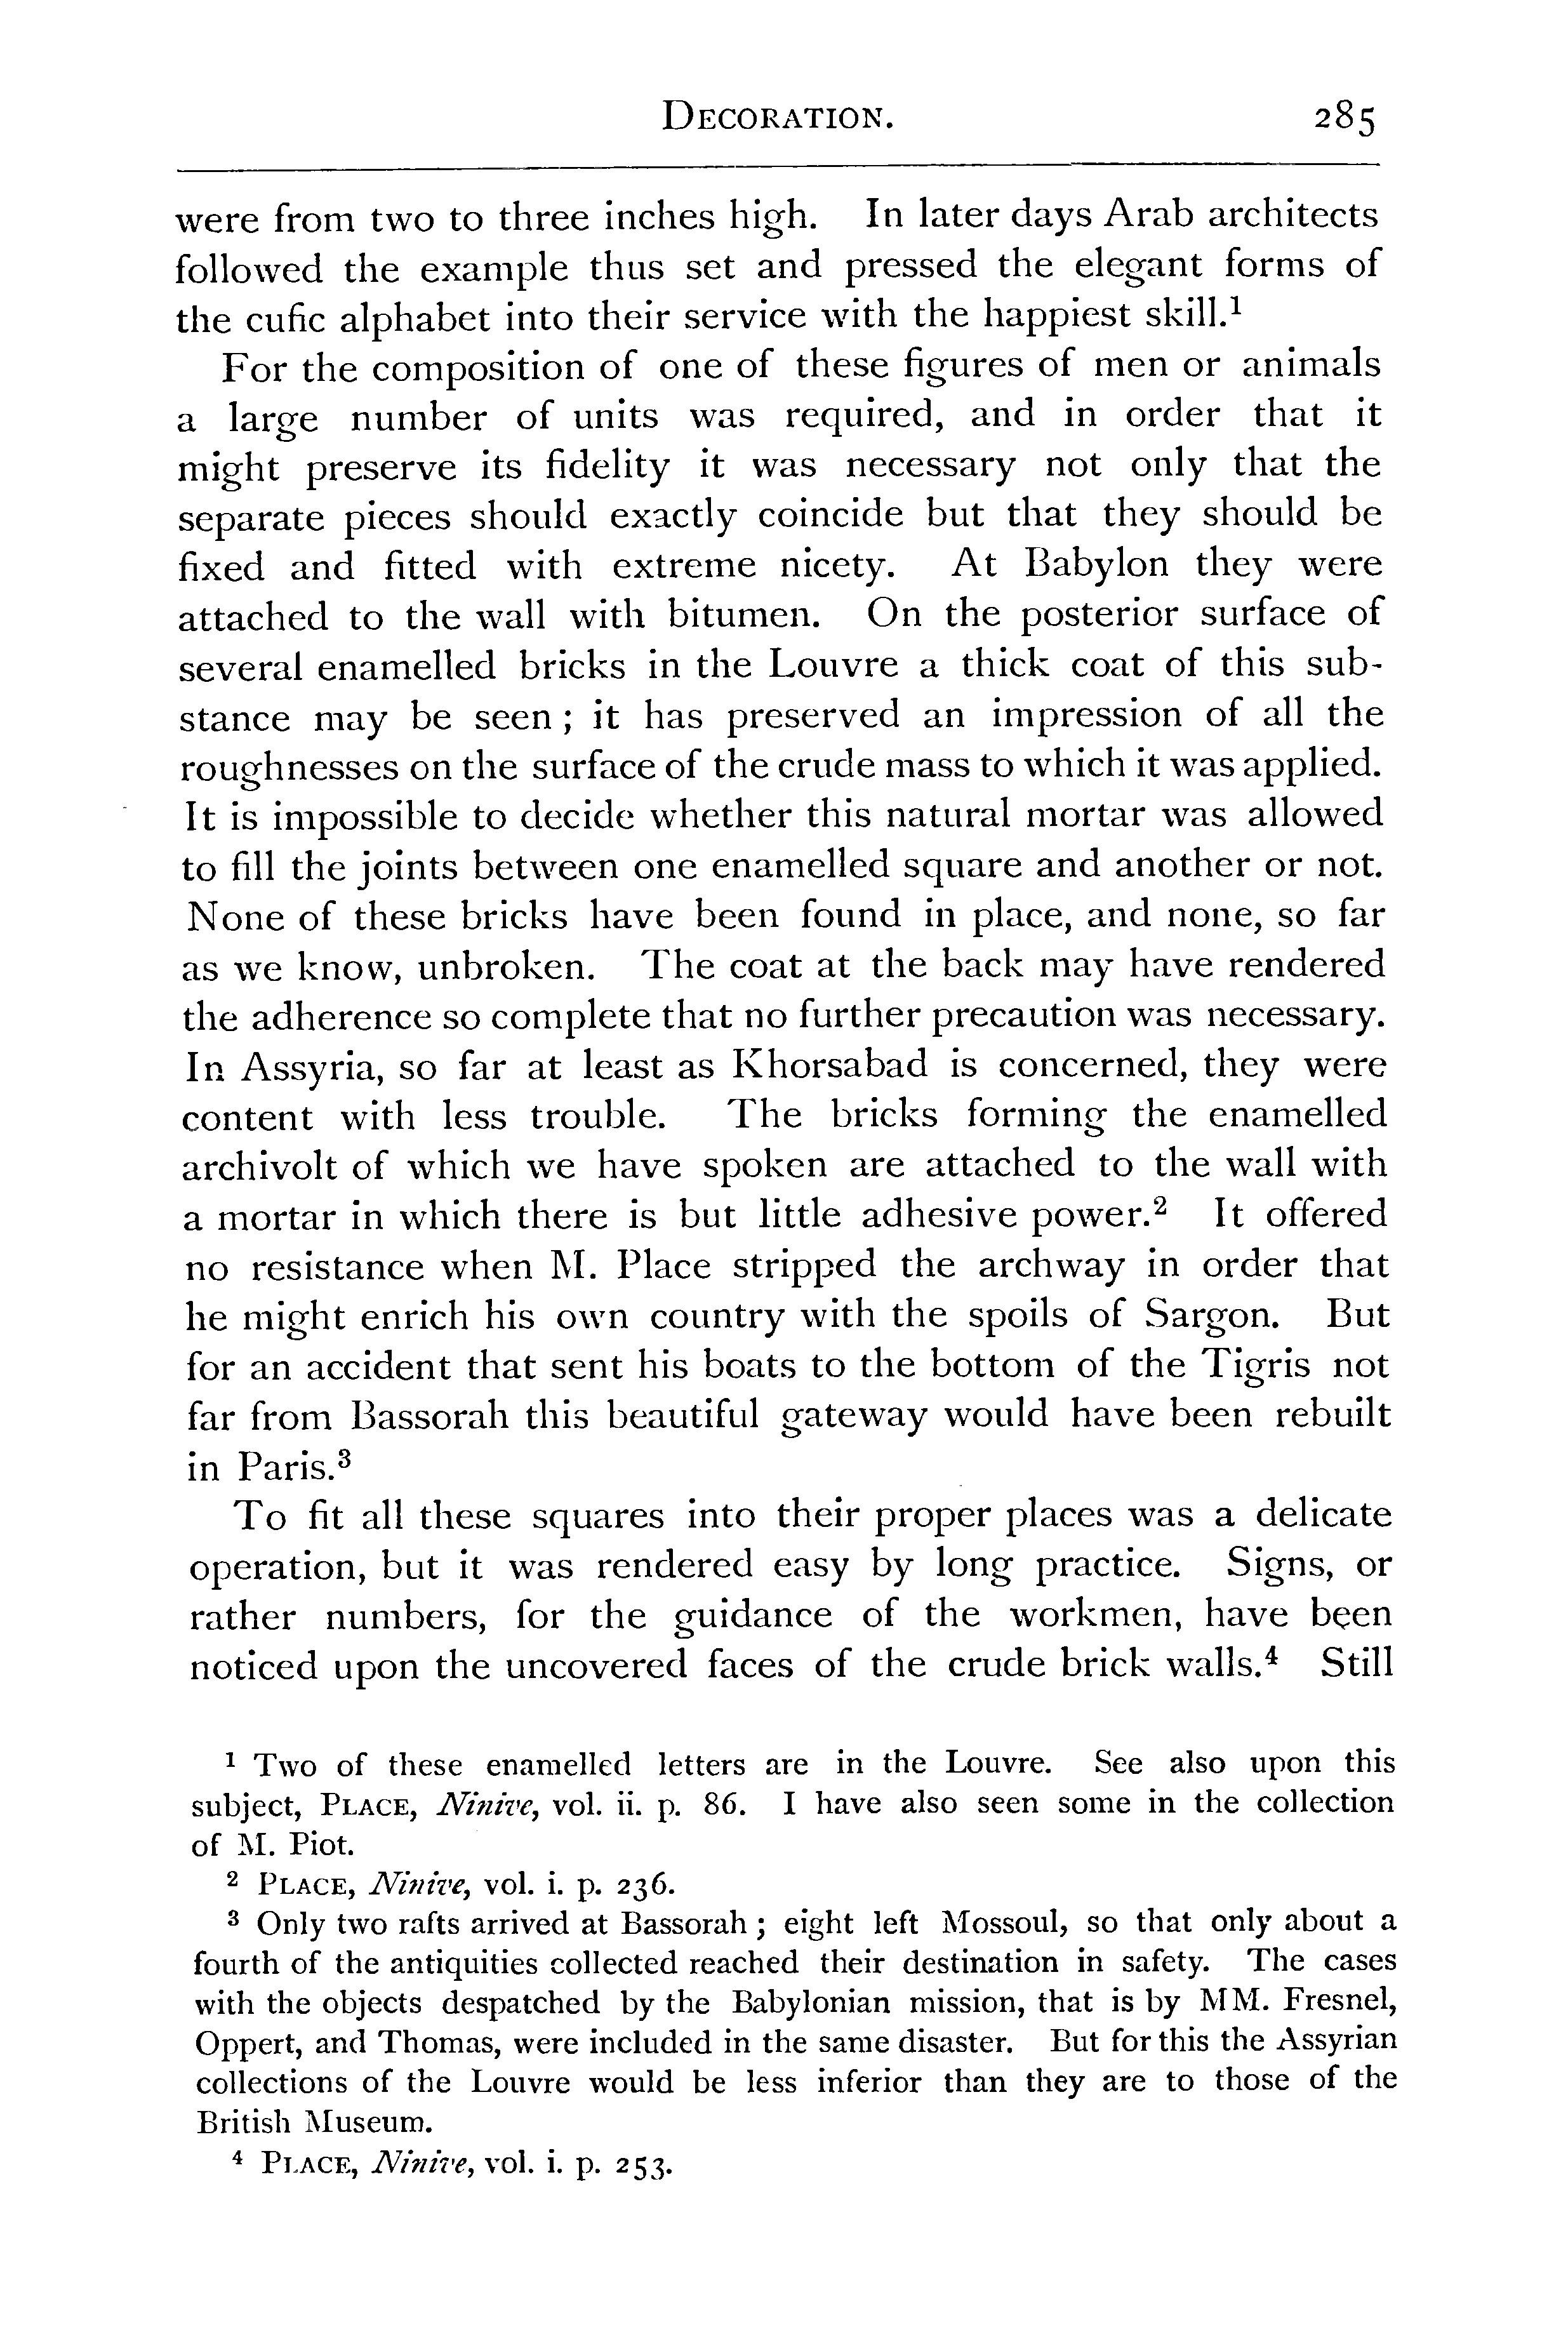 DECORATION. 285
were from two to three inches high. In later days Arab architects
followed the example thus set and pressed the elegant forms of
the cufic alphabet into their service with the happiest skill.¹
For the composition of one of these figures of men or animals
a large number of units was required, and in order that it
might preserve its fidelity it was necessary not only that the
separate pieces should exactly coincide but that they should be
fixed and fitted with extreme nicety. At Babylon they were
attached to the wall with bitumen. On the posterior surface of
several enamelled bricks in the Louvre a thick coat of this sub-
stance may be seen; it has preserved an impression of all the
roughnesses on the surface of the crude mass to which it was applied.
It is impossible to decide whether this natural mortar was allowed
to fill the joints between one enamelled square and another or not.
None of these bricks have been found in place, and none, so far
as we know, unbroken. The coat at the back may have rendered
the adherence so complete that no further precaution was necessary.
In Assyria, so far at least as Khorsabad is concerned, they were
content with less trouble. The bricks forming the enamelled
archivolt of which we have spoken are attached to the wall with
a mortar in which there is but little adhesive power.² It offered
no resistance when M. Place stripped the archway in order that
he might enrich his own country with the spoils of Sargon. But
for an accident that sent his boats to the bottom of the Tigris not
far from Bassorah this beautiful gateway would have been rebuilt
in Paris.³
To fit all these squares into their proper places was a delicate
operation, but it was rendered easy by long practice. Signs, or
rather numbers, for the guidance of the workmen, have been
noticed upon the uncovered faces of the crude brick walls.⁴ Still
¹ Two of these enamelled letters are in the Louvre. See also upon this
subject, PLACE, Ninive, vol. ii. p. 86. I have also seen some in the collection
of M. Piot.
² PLACE, Ninive, vol. i. p. 236.
³ Only two rafts arrived at Bassorah; eight left Mossoul, so that only about a
fourth of the antiquities collected reached their destination in safety. The cases
with the objects despatched by the Babylonian mission, that is by MM. Fresnel,
Oppert, and Thomas, were included in the same disaster. But for this the Assyrian
collections of the Louvre would be less inferior than they are to those of the
British Museum.
⁴ PLACE, Ninive, vol. i. p. 253.